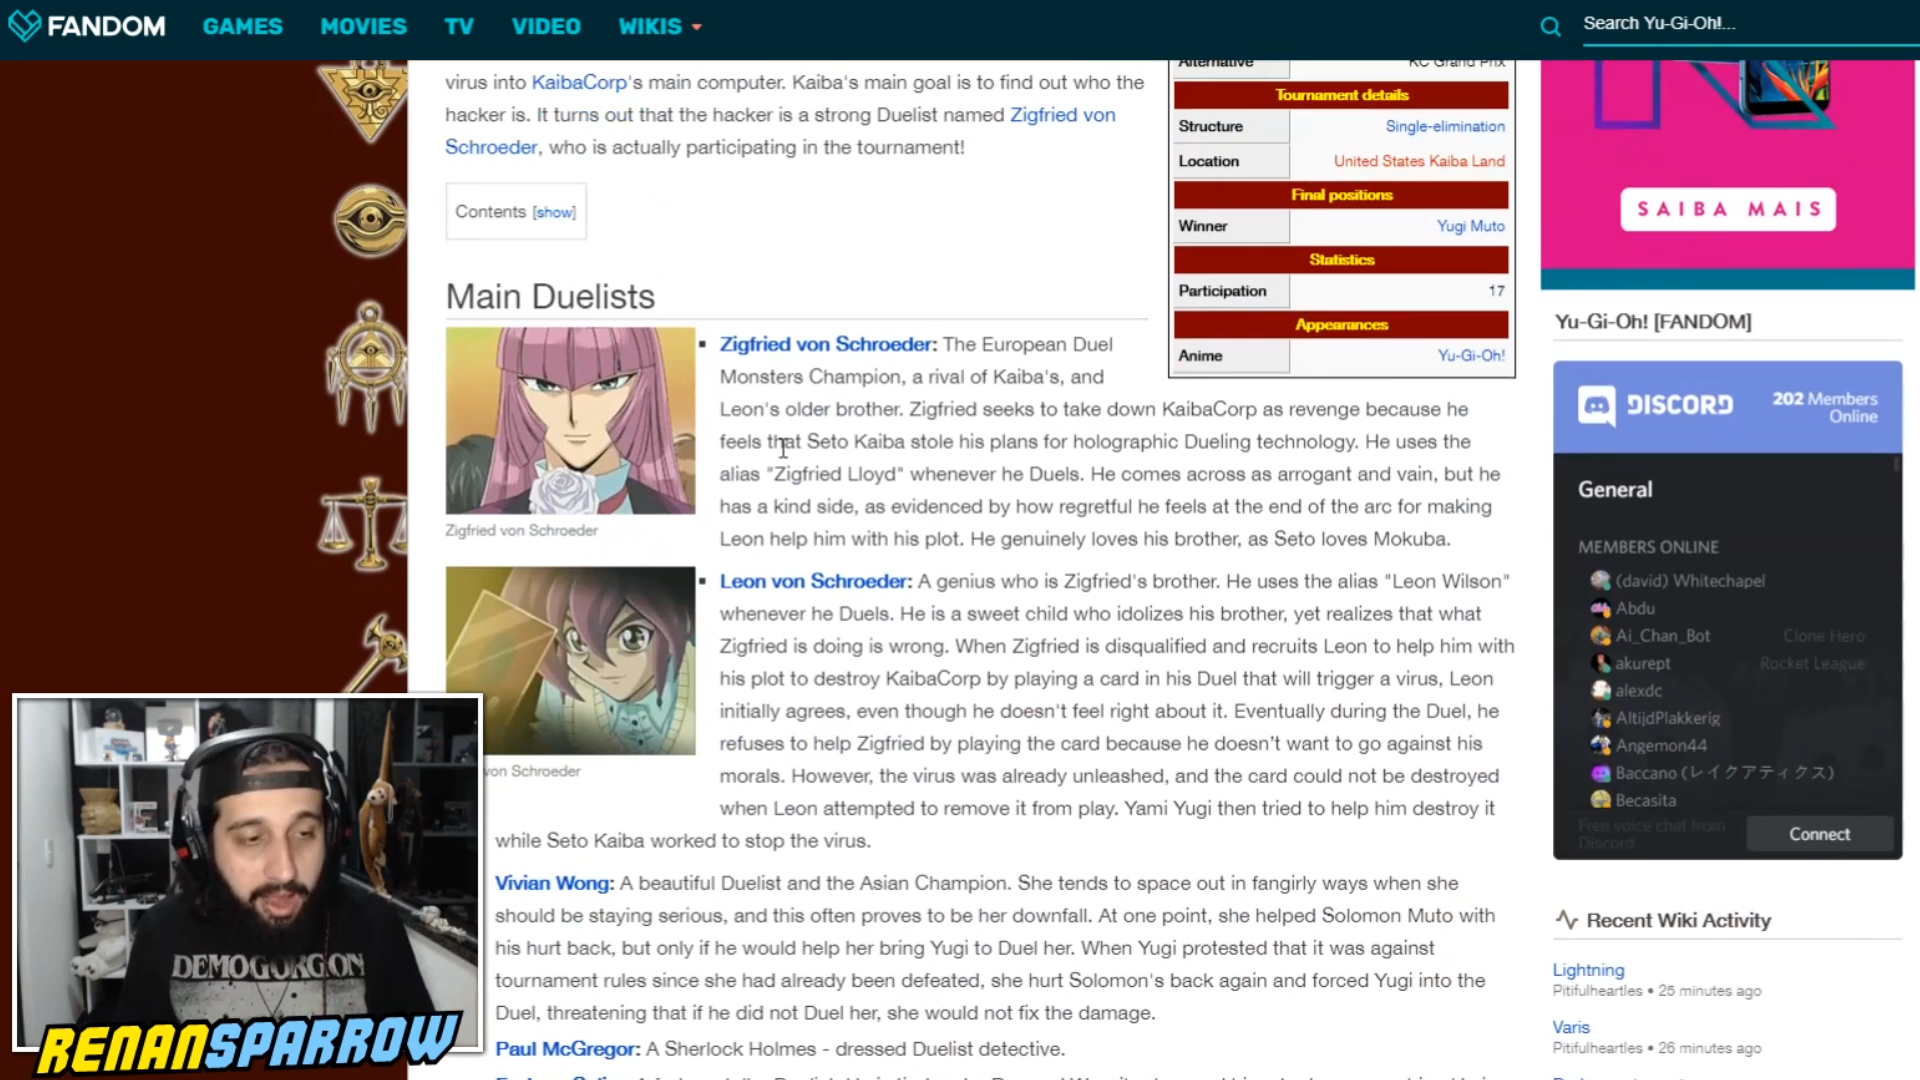 FANDOM GAMES MOVIES TV VIDEO WIKIS Search Yu-Gi-Oh!...
virus into KaibaCorp's main computer. Kaiba's main goal is to find out who the
hacker is. It turns out that the hacker is a strong Duelist named Zigfried von
Schroeder, who is actually participating in the tournament!
Contents [show]
Alternative KC Grand Prix
Tournament details
Structure Single-elimination
Location United States Kaiba Land
Final positions
Winner Yugi Muto
Statistics
Participation 17
Appearances
Anime Yu-Gi-Oh!
Main Duelists
Zigfried von Schroeder
Zigfried von Schroeder: The European Duel
Monsters Champion, a rival of Kaiba's, and
Leon's older brother. Zigfried seeks to take down KaibaCorp as revenge because he
feels that Seto Kaiba stole his plans for holographic Dueling technology. He uses the
alias "Zigfried Lloyd" whenever he Duels. He comes across as arrogant and vain, but he
has a kind side, as evidenced by how regretful he feels at the end of the arc for making
Leon help him with his plot. He genuinely loves his brother, as Seto loves Mokuba.
von Schroeder
Leon von Schroeder: A genius who is Zigfried's brother. He uses the alias "Leon Wilson"
whenever he Duels. He is a sweet child who idolizes his brother, yet realizes that what
Zigfried is doing is wrong. When Zigfried is disqualified and recruits Leon to help him with
his plot to destroy KaibaCorp by playing a card in his Duel that will trigger a virus, Leon
initially agrees, even though he doesn't feel right about it. Eventually during the Duel, he
refuses to help Zigfried by playing the card because he doesn't want to go against his
morals. However, the virus was already unleashed, and the card could not be destroyed
when Leon attempted to remove it from play. Yami Yugi then tried to help him destroy it
while Seto Kaiba worked to stop the virus.
Vivian Wong: A beautiful Duelist and the Asian Champion. She tends to space out in fangirly ways when she
should be staying serious, and this often proves to be her downfall. At one point, she helped Solomon Muto with
his hurt back, but only if he would help her bring Yugi to Duel her. When Yugi protested that it was against
tournament rules since she had already been defeated, she hurt Solomon's back again and forced Yugi into the
Duel, threatening that if he did not Duel her, she would not fix the damage.
Paul McGregor: A Sherlock Holmes - dressed Duelist detective.
SAIBA MAIS
Yu-Gi-Oh! [FANDOM]
DISCORD 202 Members
Online
General
MEMBERS ONLINE
(david) Whitechapel
Abdu
Ai_Chan_Bot Clone Hero
akurept Rocket League
alexdc
AltijdPlakkerig
Angemon44
Baccano (レイクアティクス)
Becasita
Free voice chat from
Discord
Connect
Recent Wiki Activity
Lightning
Pitifulheartles • 25 minutes ago
Varis
Pitifulheartles • 26 minutes ago
DEMOGORGON
RENANSPARROW